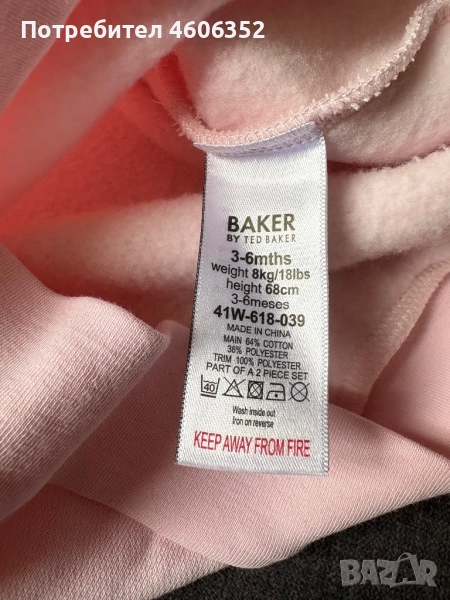 Потребител 4606352
BAKER
BY TED BAKER
3-6mths
weight 8kg/18lbs
height 68cm
3-6meses
41W-618-039
MADE IN CHINA
MAIN 64% COTTON
36% POLYESTER
TRIM 100% POLYESTER
PART OF A 2 PIECE SET
40
Wash inside out
Iron on reverse
KEEP AWAY FROM FIRE
BAZAR